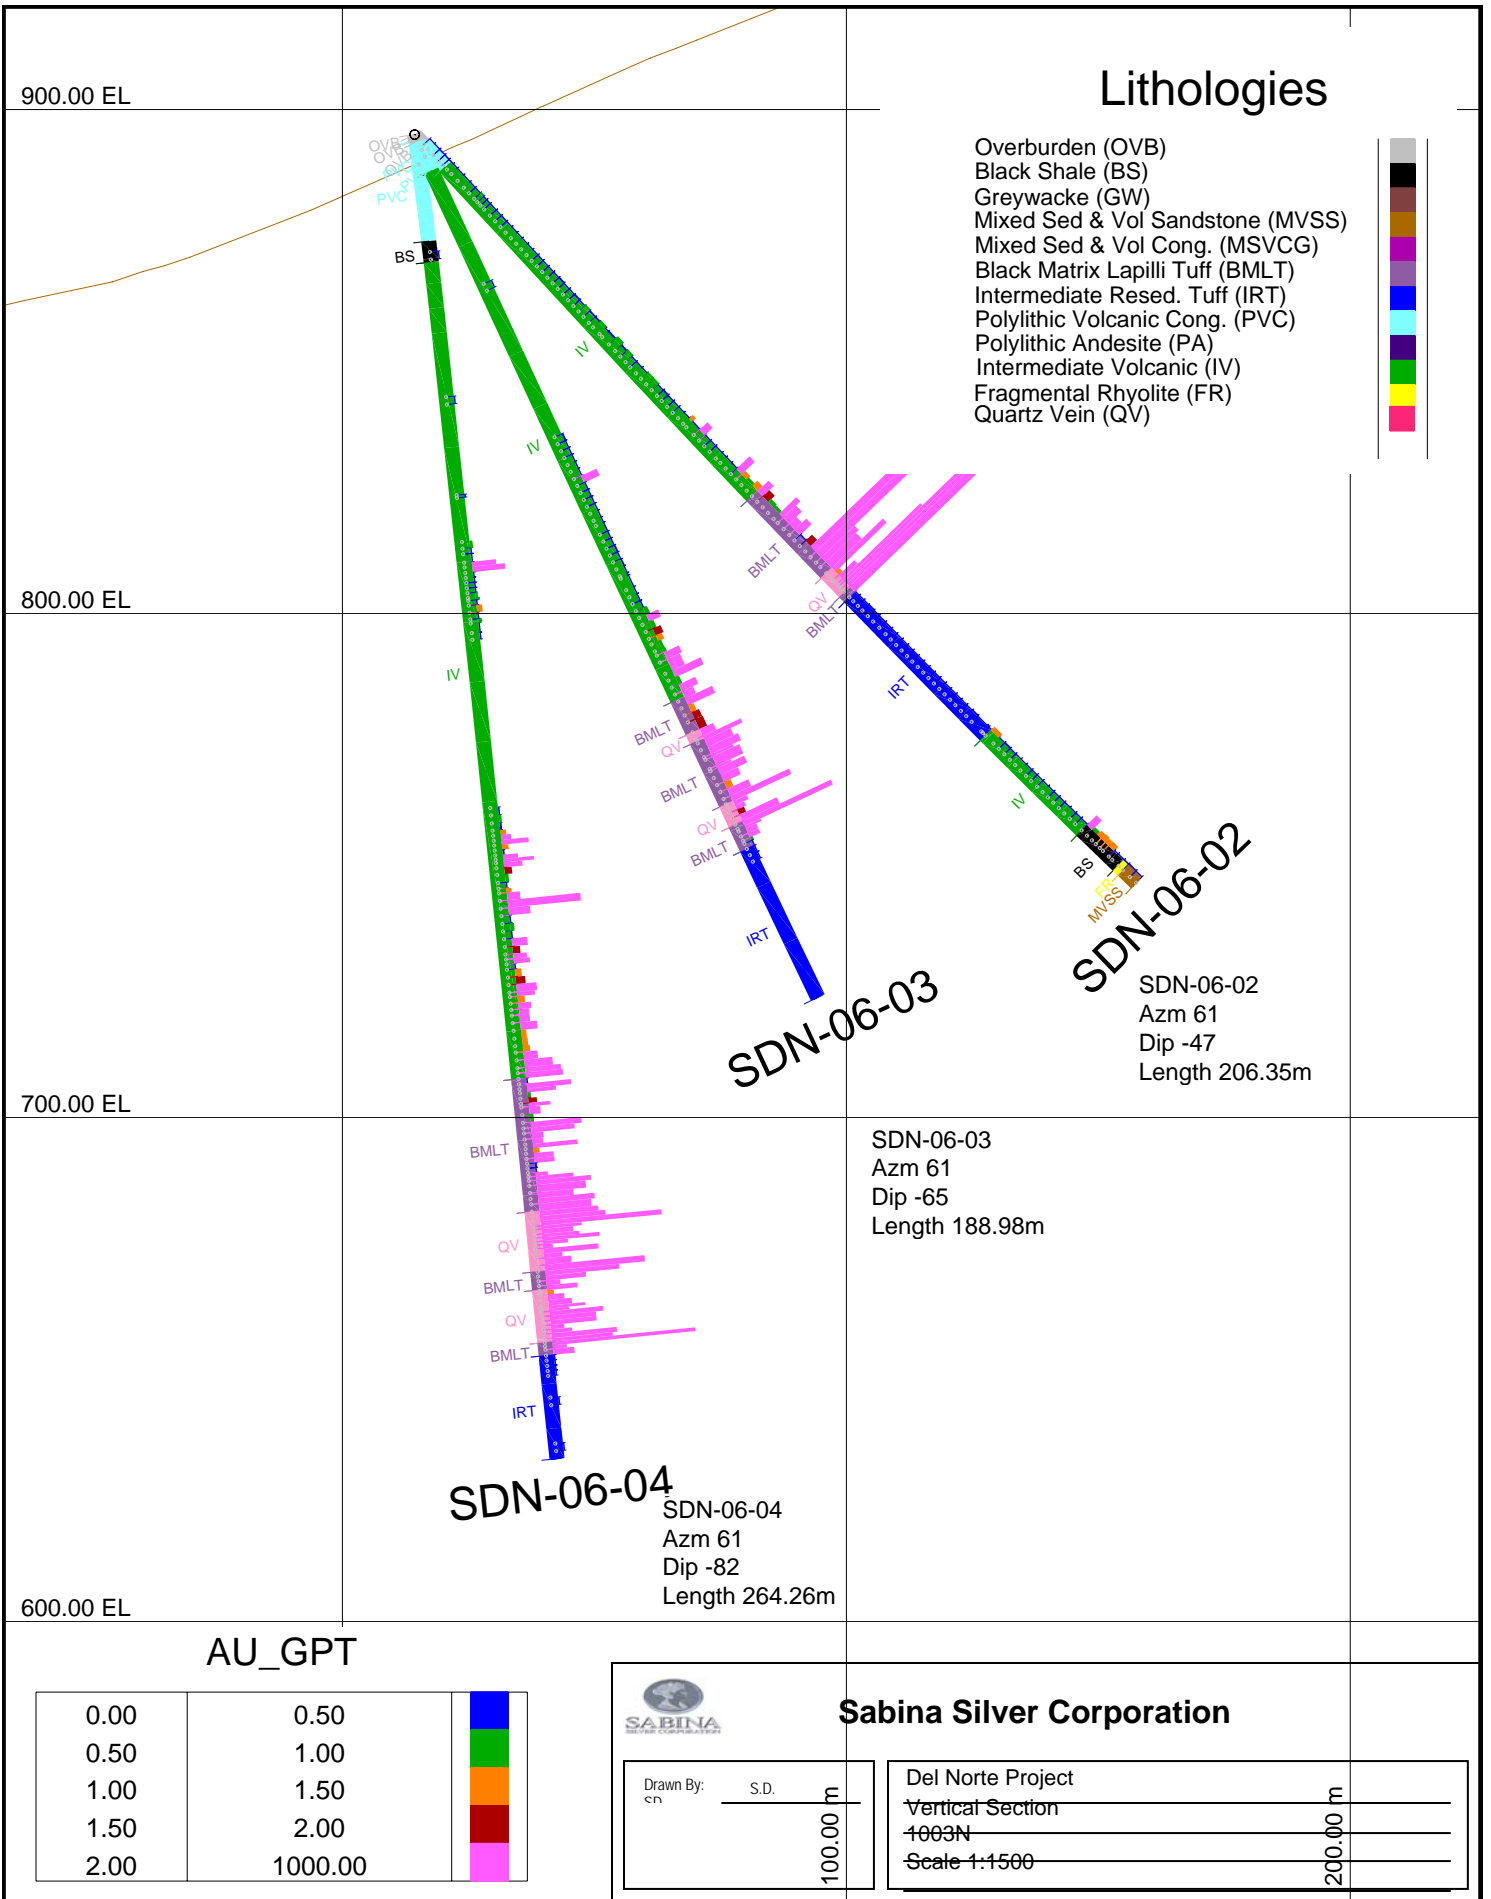 Lithologies
900.00 EL
Overburden (OVB)
Black Shale (BS)
Greywacke (GW)
Mixed Sed & Vol Sandstone (MVSS)
Mixed Sed & Vol Cong. (MSVCG)
Black Matrix Lapilli Tuff (BMLT)
Intermediate Resed. Tuff (IRT)
Polylithic Volcanic Cong. (PVC)
Polylithic Andesite (PA)
Intermediate Volcanic (IV)
Fragmental Rhyolite (FR)
Quartz Vein (QV)
OVB
OVB
OVB
PVC
BS
IV
IV
BMLT
QV
BMLT
800.00 EL
IV
IRT
BMLT
QV
BMLT
QV
BMLT
IV
BS
FR
MVSS
IRT
SDN-06-02
SDN-06-03
SDN-06-02
Azm 61
Dip -47
Length 206.35m
700.00 EL
SDN-06-03
Azm 61
Dip -65
Length 188.98m
BMLT
QV
BMLT
QV
BMLT
IRT
SDN-06-04
SDN-06-04
Azm 61
Dip -82
Length 264.26m
600.00 EL
AU_GPT
0.00 0.50
0.50 1.00
1.00 1.50
1.50 2.00
2.00 1000.00
SABINA
SILVER CORPORATION
Sabina Silver Corporation
Drawn By: S.D.
SD
100.00 m
Del Norte Project
Vertical Section
1003N
Scale 1:1500
200.00 m